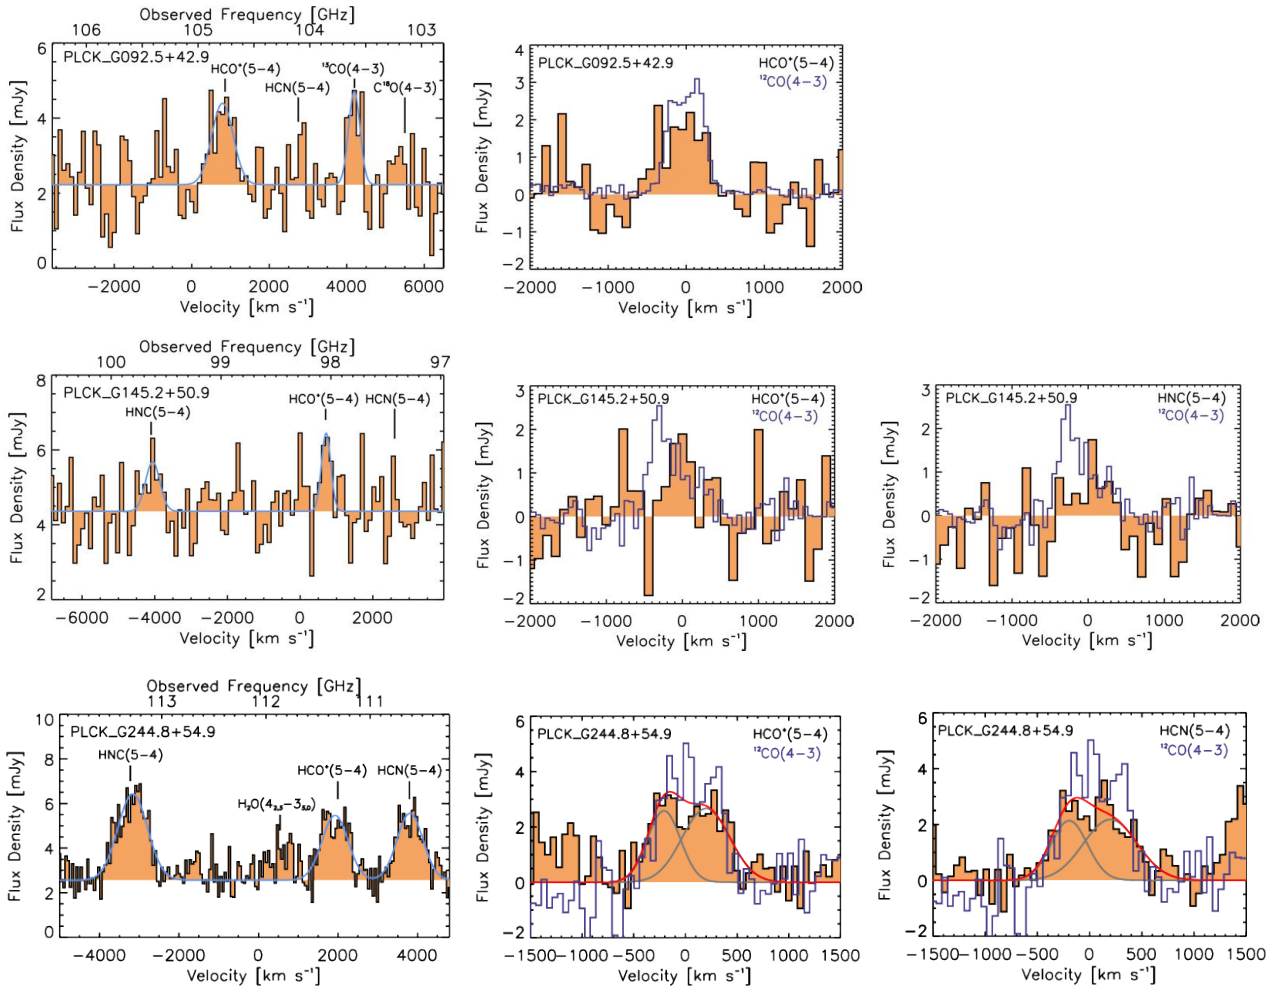 Observed Frequency [GHz]
106 105 104 103
PLCK_G092.5+42.9
HCO⁺(5−4)
¹³CO(4−3)
HCN(5−4)
C¹⁸O(4−3)
Flux Density [mJy]
6
4
2
0
−2000 0 2000 4000 6000
Velocity [km s⁻¹]
PLCK_G092.5+42.9
HCO⁺(5−4)
¹²CO(4−3)
Flux Density [mJy]
4
3
2
1
0
−1
−2
−2000 −1000 0 1000 2000
Velocity [km s⁻¹]
Observed Frequency [GHz]
100 99 98 97
PLCK_G145.2+50.9
HNC(5−4)
HCO⁺(5−4)
HCN(5−4)
Flux Density [mJy]
8
6
4
2
−6000 −4000 −2000 0 2000
Velocity [km s⁻¹]
PLCK_G145.2+50.9
HCO⁺(5−4)
¹²CO(4−3)
Flux Density [mJy]
3
2
1
0
−1
−2
−2000 −1000 0 1000 2000
Velocity [km s⁻¹]
PLCK_G145.2+50.9
HNC(5−4)
¹²CO(4−3)
Flux Density [mJy]
3
2
1
0
−1
−2
−2000 −1000 0 1000 2000
Velocity [km s⁻¹]
Observed Frequency [GHz]
113 112 111
PLCK_G244.8+54.9
HNC(5−4)
HCO⁺(5−4)
HCN(5−4)
Flux Density [mJy]
10
8
6
4
2
0
−4000 −2000 0 2000 4000
Velocity [km s⁻¹]
PLCK_G244.8+54.9
HCO⁺(5−4)
¹²CO(4−3)
Flux Density [mJy]
6
4
2
0
−2
−1500 −1000 −500 0 500 1000 1500
Velocity [km s⁻¹]
PLCK_G244.8+54.9
HCN(5−4)
¹²CO(4−3)
Flux Density [mJy]
6
4
2
0
−2
−1500 −1000 −500 0 500 1000 1500
Velocity [km s⁻¹]